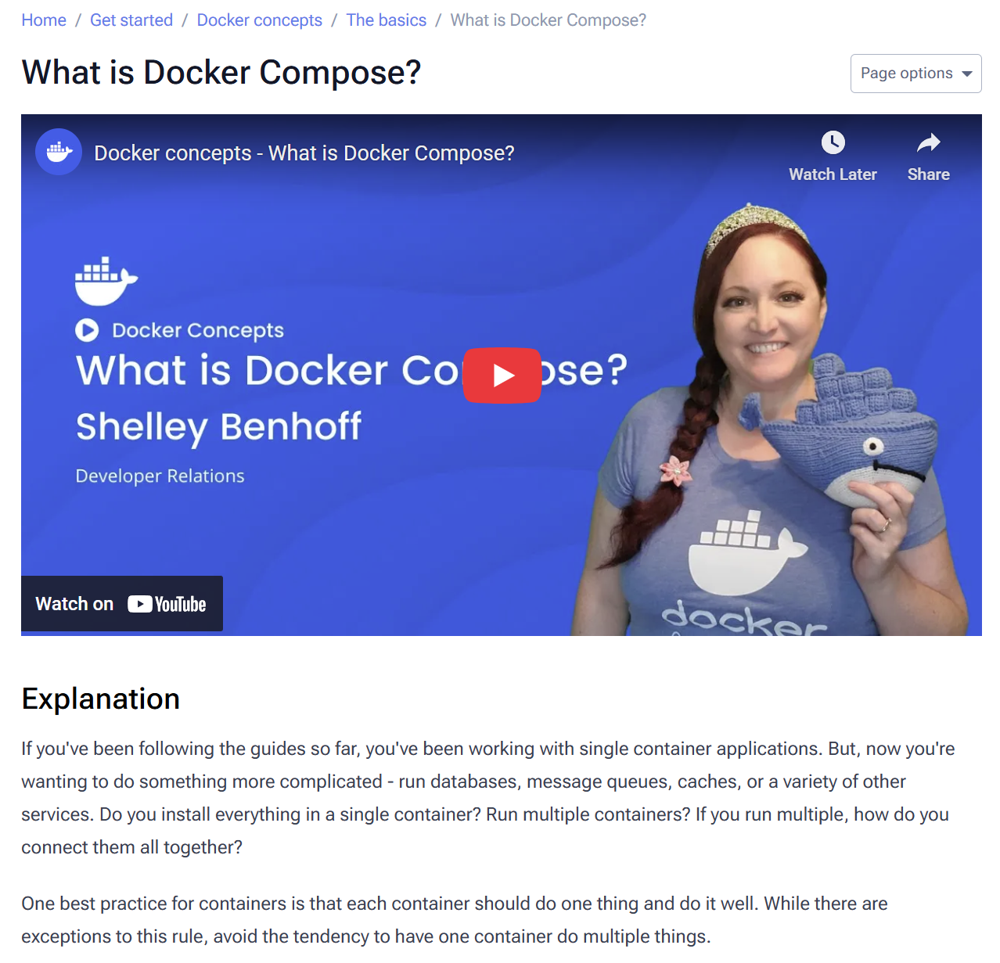 Home / Get started / Docker concepts / The basics / What is Docker Compose?
What is Docker Compose?
Page options
Docker concepts - What is Docker Compose?
Watch Later
Share
Docker Concepts
What is Docker Co ose?
Shelley Benhoff
Developer Relations
docker
Watch on YouTube
Explanation
If you've been following the guides so far, you've been working with single container applications. But, now you're
wanting to do something more complicated - run databases, message queues, caches, or a variety of other
services. Do you install everything in a single container? Run multiple containers? If you run multiple, how do you
connect them all together?
One best practice for containers is that each container should do one thing and do it well. While there are
exceptions to this rule, avoid the tendency to have one container do multiple things.